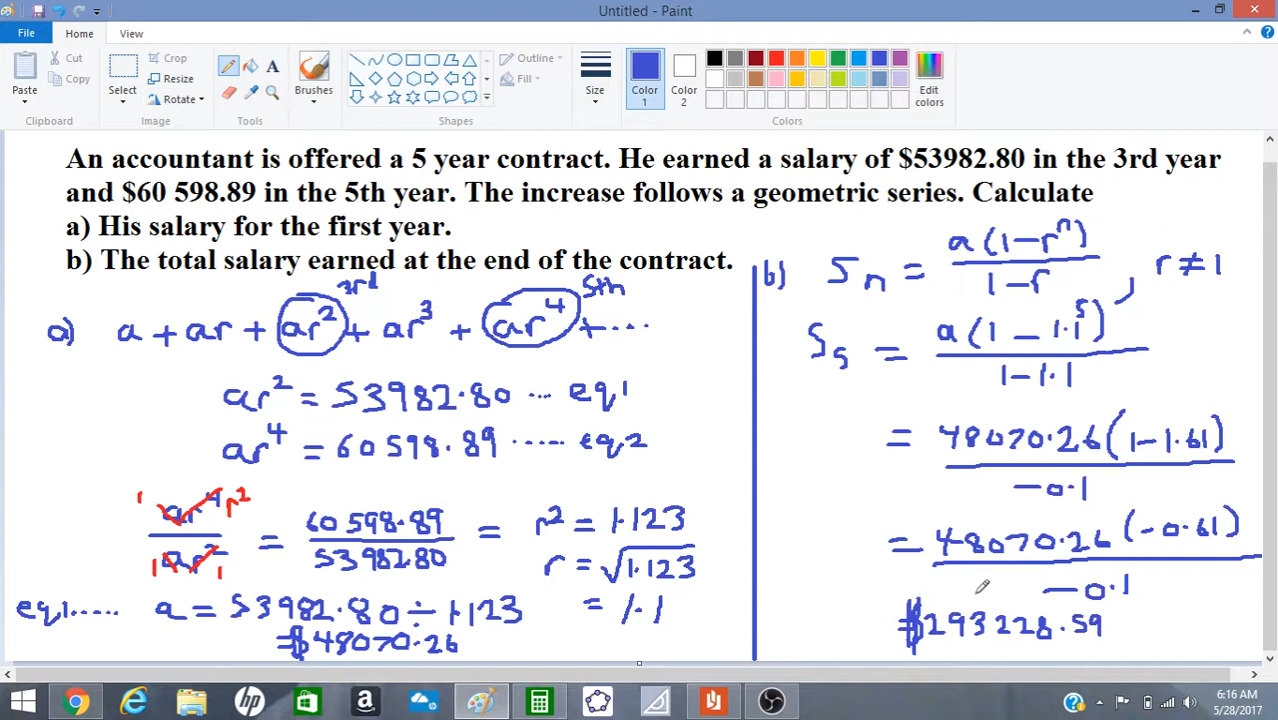 Untitled - Paint
File
Home
View
Paste
Cut
Copy
Clipboard
Select
Crop
Resize
Rotate
Image
A
Tools
Brushes
Outline
Fill
Shapes
Size
Color 1
Color 2
Edit colors
Colors
An accountant is offered a 5 year contract. He earned a salary of $53982.80 in the 3rd year
and $60 598.89 in the 5th year. The increase follows a geometric series. Calculate
a) His salary for the first year.
b) The total salary earned at the end of the contract.
3rd 5th
a) a + ar + ar² + ar³ + ar⁴ + ...
ar² = 53982.80 ... eq1
ar⁴ = 60598.89 ...... eq2
1 r²
ar⁴ / ar² = 60598.89 / 53982.80 = r² = 1.123
1 1
r = √1.123
= 1.1
eq1..... a = 53982.80 ÷ 1.123
= $48070.26
b) Sn = a(1 − rⁿ) / 1 − r , r ≠ 1
S5 = a(1 − 1.1⁵) / 1 − 1.1
= 48070.26(1 − 1.61) / −0.1
= 48070.26(−0.61) / −0.1
= $293228.59
hp
a
6:16 AM
5/28/2017